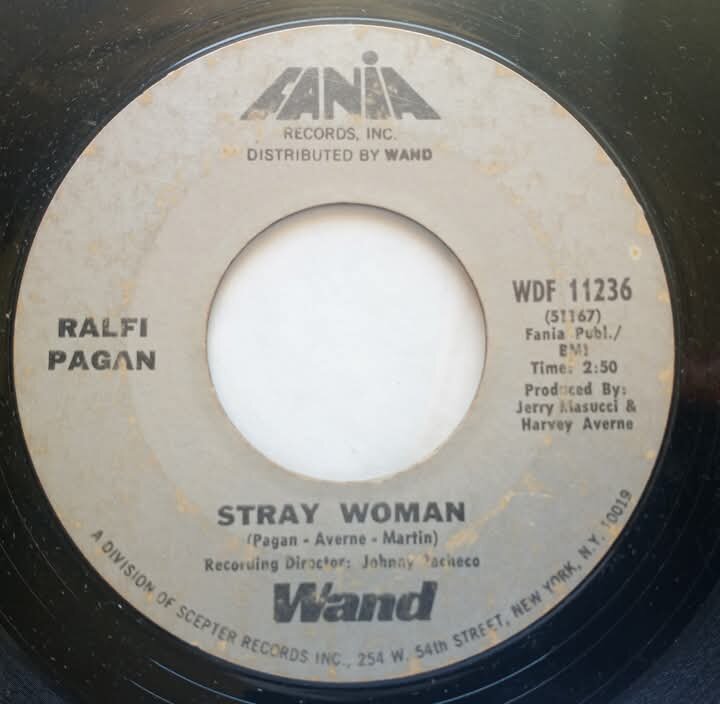 FANiA
RECORDS, INC.
DISTRIBUTED BY WAND
RALFI
PAGAN
WDF 11236
(51167)
Fania Publ./
BMI
Time: 2:50
Produced By:
Jerry Masucci &
Harvey Averne
STRAY WOMAN
(Pagan - Averne - Martin)
Recording Director: Johnny Pacheco
Wand
A DIVISION OF SCEPTER RECORDS INC., 254 W. 54th STREET, NEW YORK, N.Y. 10019